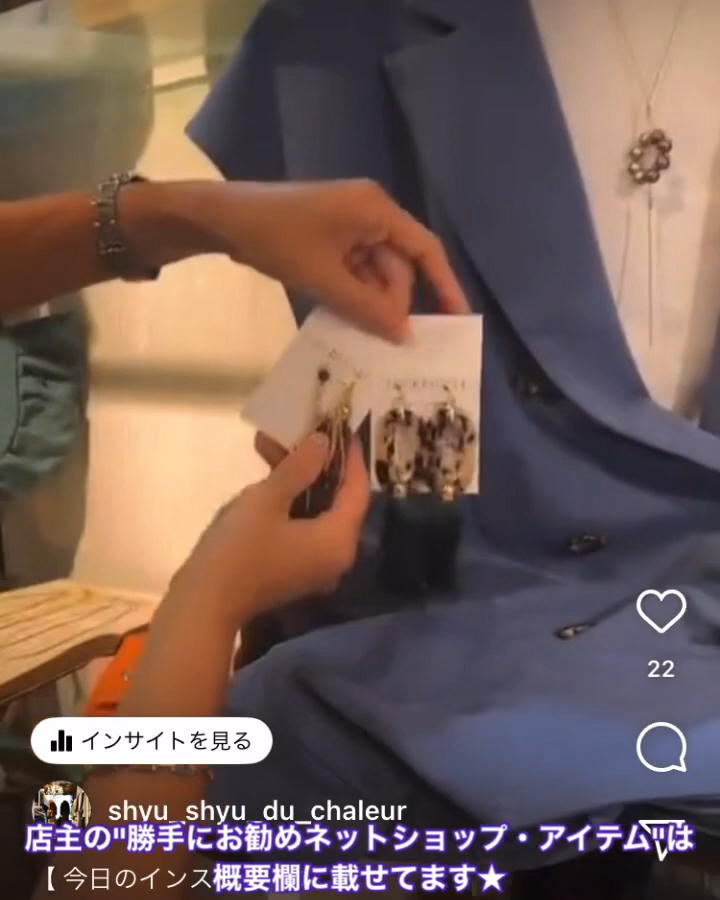 22
インサイトを見る
shyu_shyu_du_chaleur
店主の"勝手にお勧めネットショップ・アイテム"は
【 今日のインス
概要欄に載せてます★